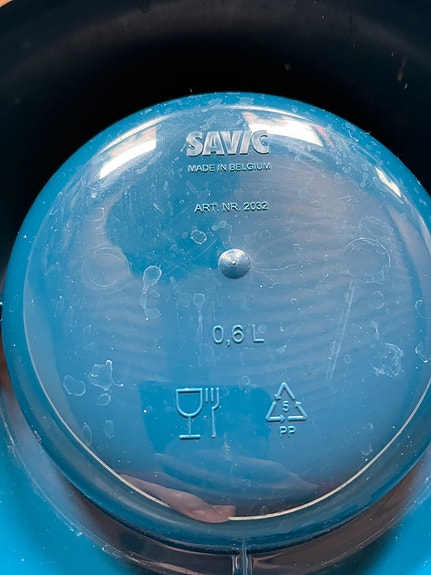 SAVIC
MADE IN BELGIUM
ART. NR. 2032
0,6 L
5
PP